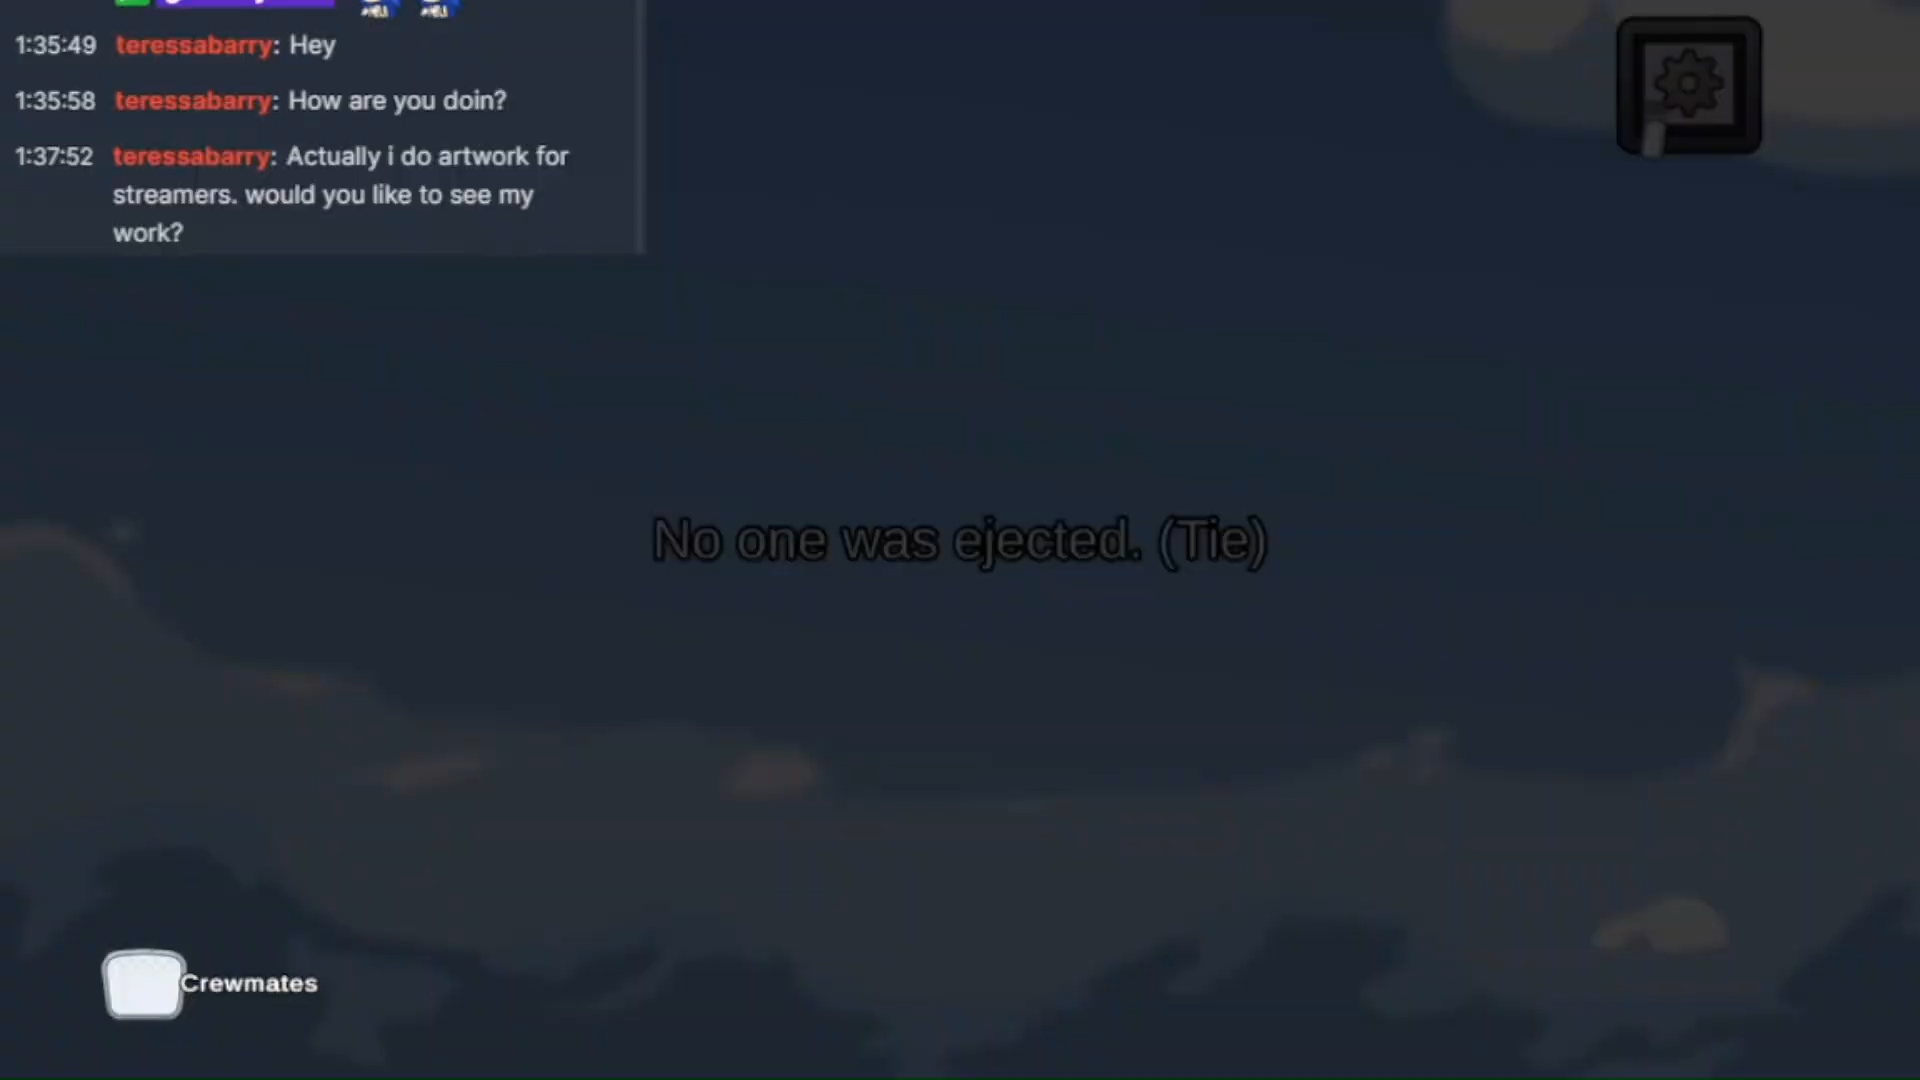 1:35:49 teressabarry: Hey
1:35:58 teressabarry: How are you doin?
1:37:52 teressabarry: Actually i do artwork for
streamers. would you like to see my
work?
No one was ejected. (Tie)
Crewmates